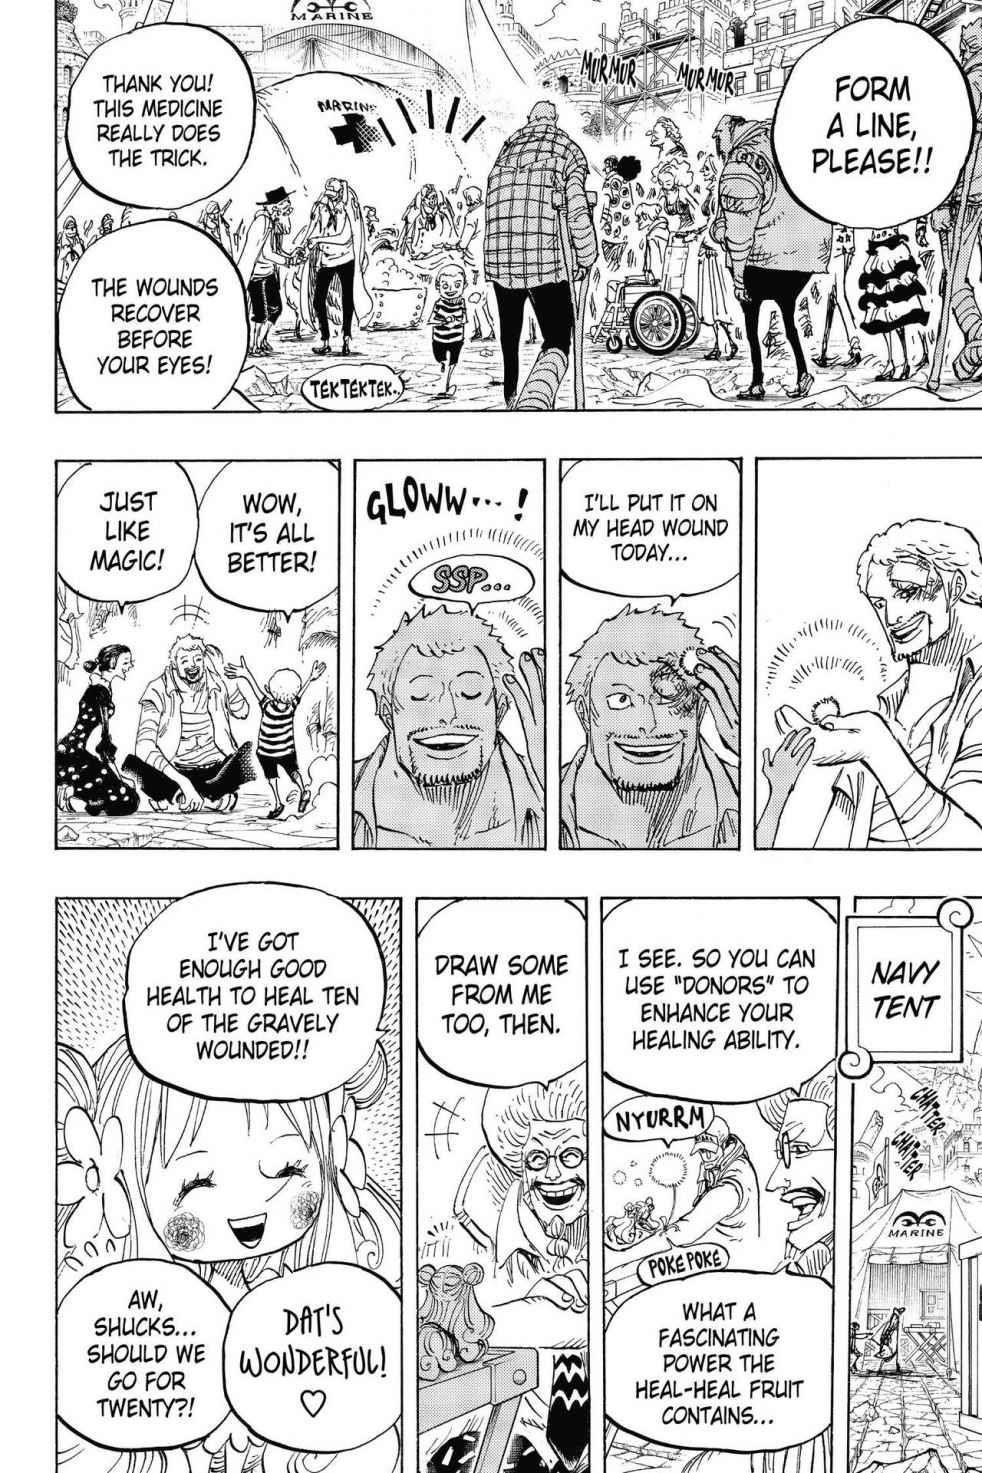 MARINE
FORM
A LINE,
PLEASE!!
MURMUR
MURMUR
MARINE
THANK YOU!
THIS MEDICINE
REALLY DOES
THE TRICK.
THE WOUNDS
RECOVER
BEFORE
YOUR EYES!
TEKTEKTEK..
I'LL PUT IT ON
MY HEAD WOUND
TODAY...
GLOWW...!
SSP...
WOW,
IT'S ALL
BETTER!
JUST
LIKE
MAGIC!
NAVY
TENT
CHATTER
CHATTER
MARINE
I SEE. SO YOU CAN
USE "DONORS" TO
ENHANCE YOUR
HEALING ABILITY.
NYURRM
POKE POKE
WHAT A
FASCINATING
POWER THE
HEAL-HEAL FRUIT
CONTAINS...
DRAW SOME
FROM ME
TOO, THEN.
I'VE GOT
ENOUGH GOOD
HEALTH TO HEAL TEN
OF THE GRAVELY
WOUNDED!!
DAT'S
WONDERFUL!
♡
AW,
SHUCKS...
SHOULD WE
GO FOR
TWENTY?!